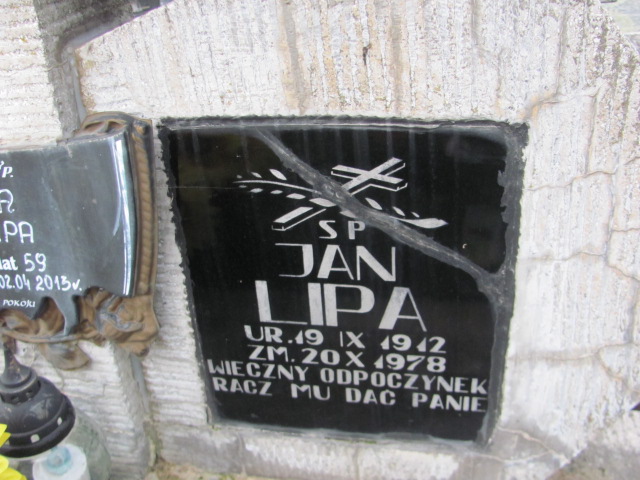 P.
PA
lat 59
02.04 2013 r.
POKOJU
SP
JAN
LIPA
UR. 19 IX 1912
ZM. 20 X 1978
WIECZNY ODPOCZYNEK
RACZ MU DAC PANIE